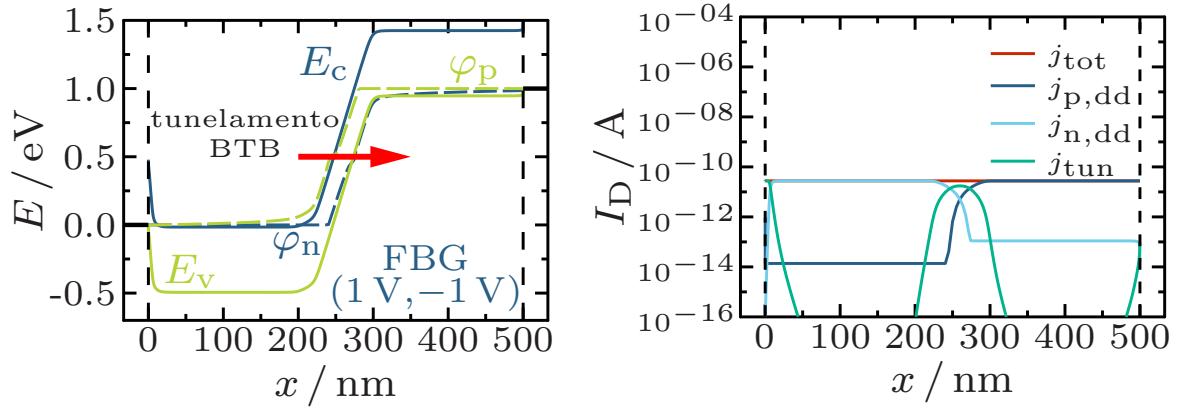 E / eV
1.5
1.0
0.5
0.0
-0.5
E_c
φ_p
tunelamento
BTB
φ_n
E_v
FBG
(1 V, −1 V)
0 100 200 300 400 500
x / nm
I_D / A
10^−04
10^−06
10^−08
10^−10
10^−12
10^−14
10^−16
j_tot
j_p,dd
j_n,dd
j_tun
0 100 200 300 400 500
x / nm